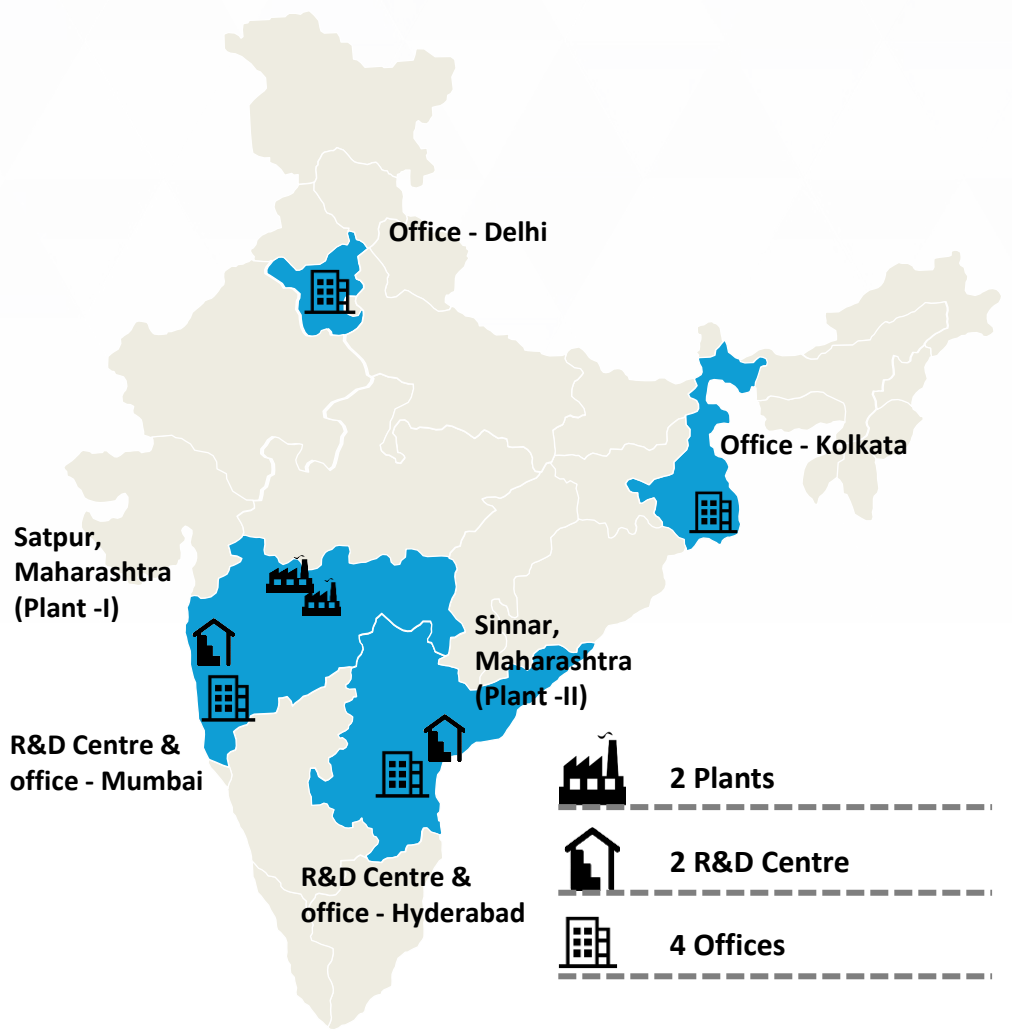 Office - Delhi
Office - Kolkata
Satpur,
Maharashtra
(Plant -I)
Sinnar,
Maharashtra
(Plant -II)
R&D Centre &
office - Mumbai
R&D Centre &
office - Hyderabad
2 Plants
2 R&D Centre
4 Offices